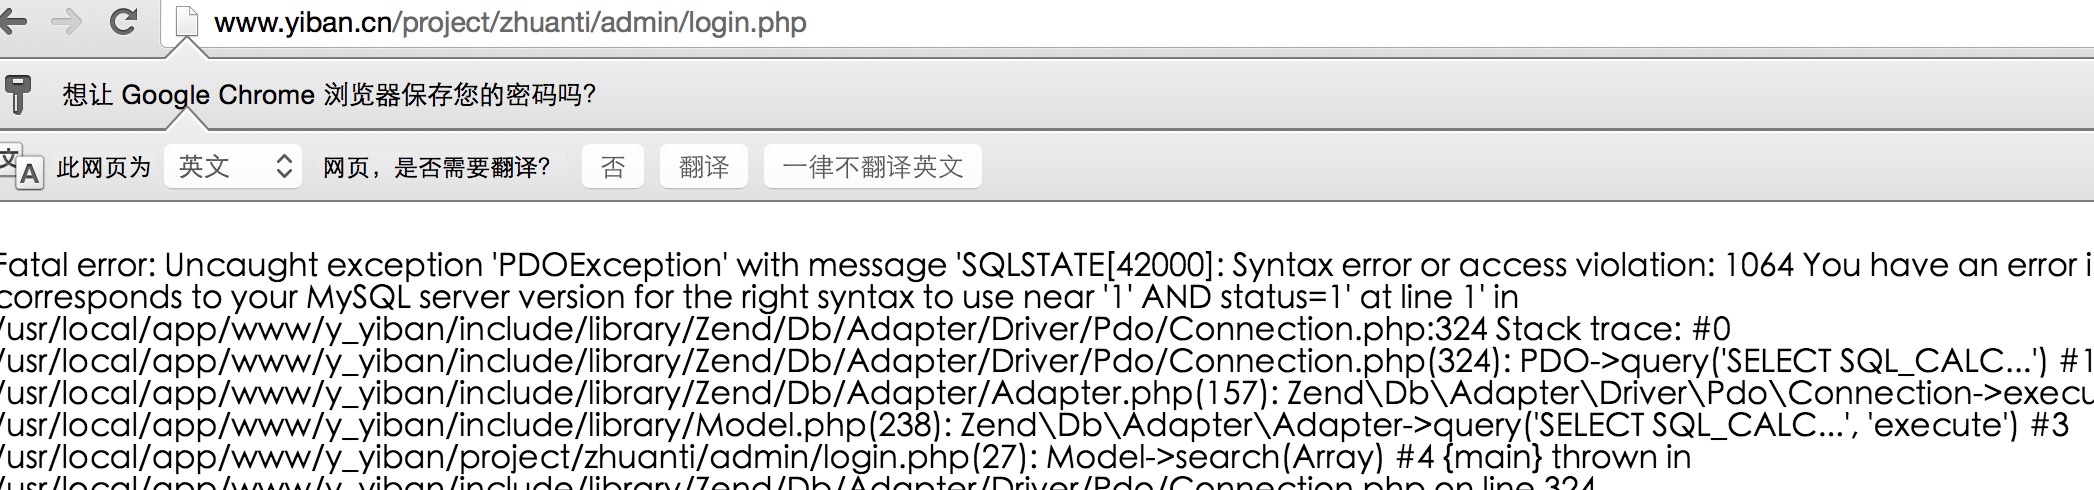 www.yiban.cn/project/zhuanti/admin/login.php
想让 Google Chrome 浏览器保存您的密码吗?
此网页为 英文 网页，是否需要翻译? 否 翻译 一律不翻译英文
Fatal error: Uncaught exception 'PDOException' with message 'SQLSTATE[42000]: Syntax error or access violation: 1064 You have an error i
corresponds to your MySQL server version for the right syntax to use near '1' AND status=1' at line 1' in
/usr/local/app/www/y_yiban/include/library/Zend/Db/Adapter/Driver/Pdo/Connection.php:324 Stack trace: #0
/usr/local/app/www/y_yiban/include/library/Zend/Db/Adapter/Driver/Pdo/Connection.php(324): PDO->query('SELECT SQL_CALC...') #1
/usr/local/app/www/y_yiban/include/library/Zend/Db/Adapter/Adapter.php(157): Zend\Db\Adapter\Driver\Pdo\Connection->execu
/usr/local/app/www/y_yiban/include/library/Model.php(238): Zend\Db\Adapter\Adapter->query('SELECT SQL_CALC...', 'execute') #3
/usr/local/app/www/y_yiban/project/zhuanti/admin/login.php(27): Model->search(Array) #4 {main} thrown in
/usr/local/app/www/y_yiban/include/library/Zend/Db/Adapter/Driver/Pdo/Connection.php on line 324